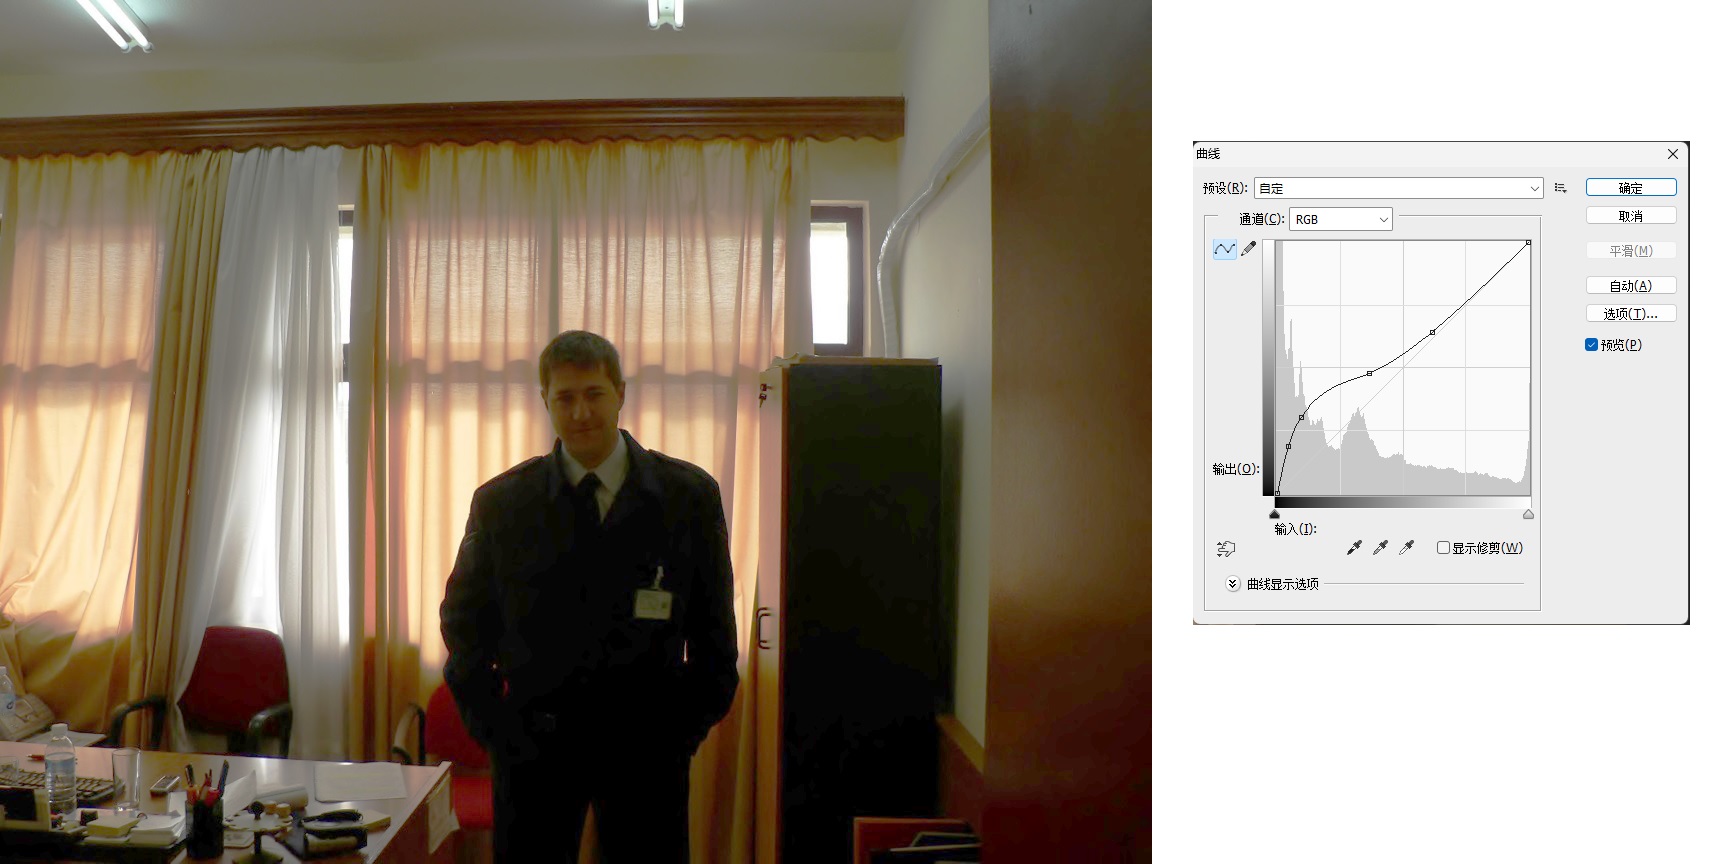 曲线
预设(R): 自定
确定
通道(C): RGB
取消
平滑(M)
自动(A)
选项(T)...
预览(P)
输出(O):
输入(I):
显示修剪(W)
曲线显示选项